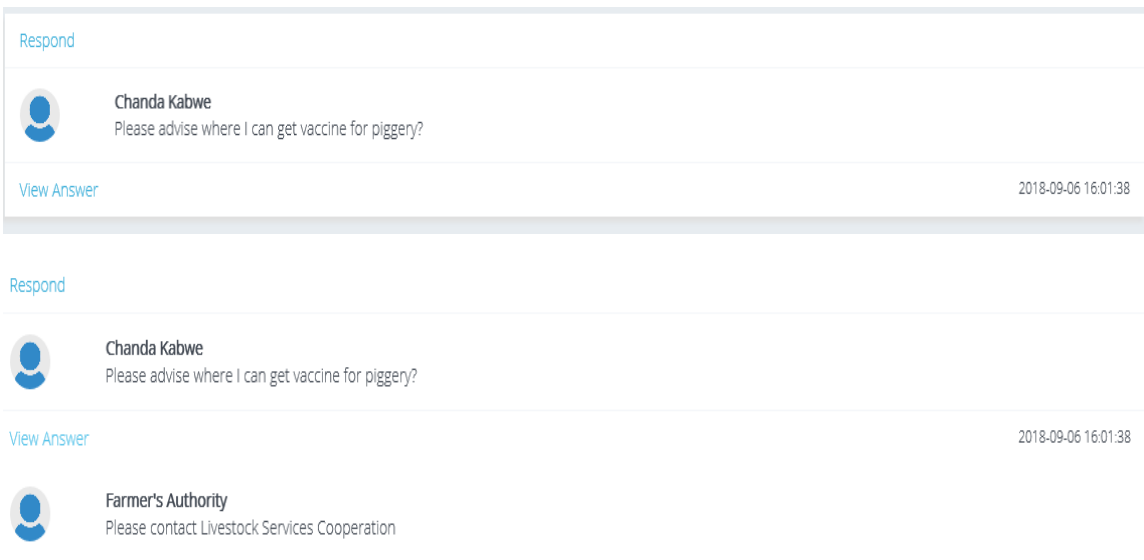 Respond
Chanda Kabwe
Please advise where I can get vaccine for piggery?
View Answer
2018-09-06 16:01:38
Respond
Chanda Kabwe
Please advise where I can get vaccine for piggery?
View Answer
2018-09-06 16:01:38
Farmer's Authority
Please contact Livestock Services Cooperation